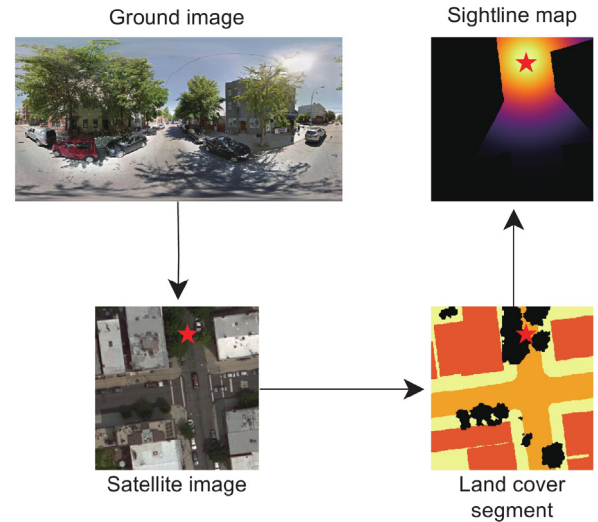 Ground image
Sightline map
Satellite image
Land cover
segment